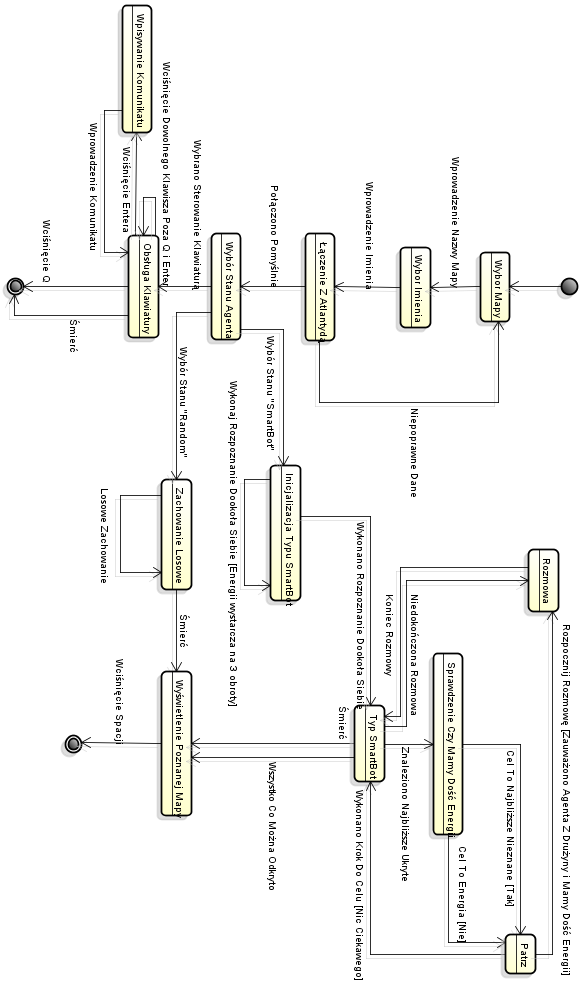 Wybor Mapy
Wprowadzenie Nazwy Mapy
Wybor Imienia
Wprowadzenie Imienia
Łączenie Z Atlantydą
Niepoprawne Dane
Połączono Pomyślnie
Wybór Stanu Agenta
Wybrano Sterowanie Klawiaturą
Wciśnięcie Dowolnego Klawisza Poza Q i Enter
Obsługa Klawiatury
Wciśnięcie Entera
Wprowadzenie Komunikatu
Wpisywanie Komunikatu
Wciśnięcie Q
Śmierć
Wybór Stanu "SmartBot"
Wybór Stanu "Random"
Inicjalizacja Typu SmartBot
Wykonaj Rozpoznanie Dookoła Siebie [Energii wystarcza na 3 obroty]
Zachowanie Losowe
Losowe Zachowanie
Śmierć
Wykonano Rozpoznanie Dookoła Siebie
Rozmowa
Koniec Rozmowy
Niedokończona Rozmowa
Rozpocznij Rozmowę [Zauważono Agenta Z Drużyny i Mamy Dość Energii]
Sprawdzenie Czy Mamy Dość Energii
Cel To Najbliższe Nieznane [Tak]
Cel To Energia [Nie]
Typ SmartBot
Znaleziono Najbliższe Ukryte
Patrz
Wykonano Krok Do Celu [Nic Ciekawego]
Śmierć
Wszystko Co Można Odkryto
Wyświetlenie Poznanej Mapy
Wciśnięcie Spacji